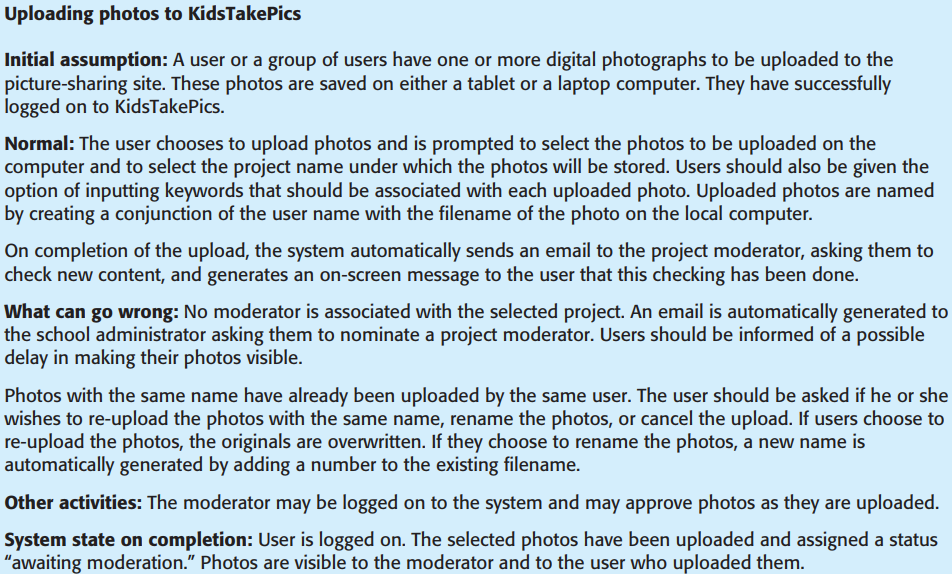 Uploading photos to KidsTakePics
Initial assumption: A user or a group of users have one or more digital photographs to be uploaded to the
picture-sharing site. These photos are saved on either a tablet or a laptop computer. They have successfully
logged on to KidsTakePics.
Normal: The user chooses to upload photos and is prompted to select the photos to be uploaded on the
computer and to select the project name under which the photos will be stored. Users should also be given the
option of inputting keywords that should be associated with each uploaded photo. Uploaded photos are named
by creating a conjunction of the user name with the filename of the photo on the local computer.
On completion of the upload, the system automatically sends an email to the project moderator, asking them to
check new content, and generates an on-screen message to the user that this checking has been done.
What can go wrong: No moderator is associated with the selected project. An email is automatically generated to
the school administrator asking them to nominate a project moderator. Users should be informed of a possible
delay in making their photos visible.
Photos with the same name have already been uploaded by the same user. The user should be asked if he or she
wishes to re-upload the photos with the same name, rename the photos, or cancel the upload. If users choose to
re-upload the photos, the originals are overwritten. If they choose to rename the photos, a new name is
automatically generated by adding a number to the existing filename.
Other activities: The moderator may be logged on to the system and may approve photos as they are uploaded.
System state on completion: User is logged on. The selected photos have been uploaded and assigned a status
“awaiting moderation.” Photos are visible to the moderator and to the user who uploaded them.